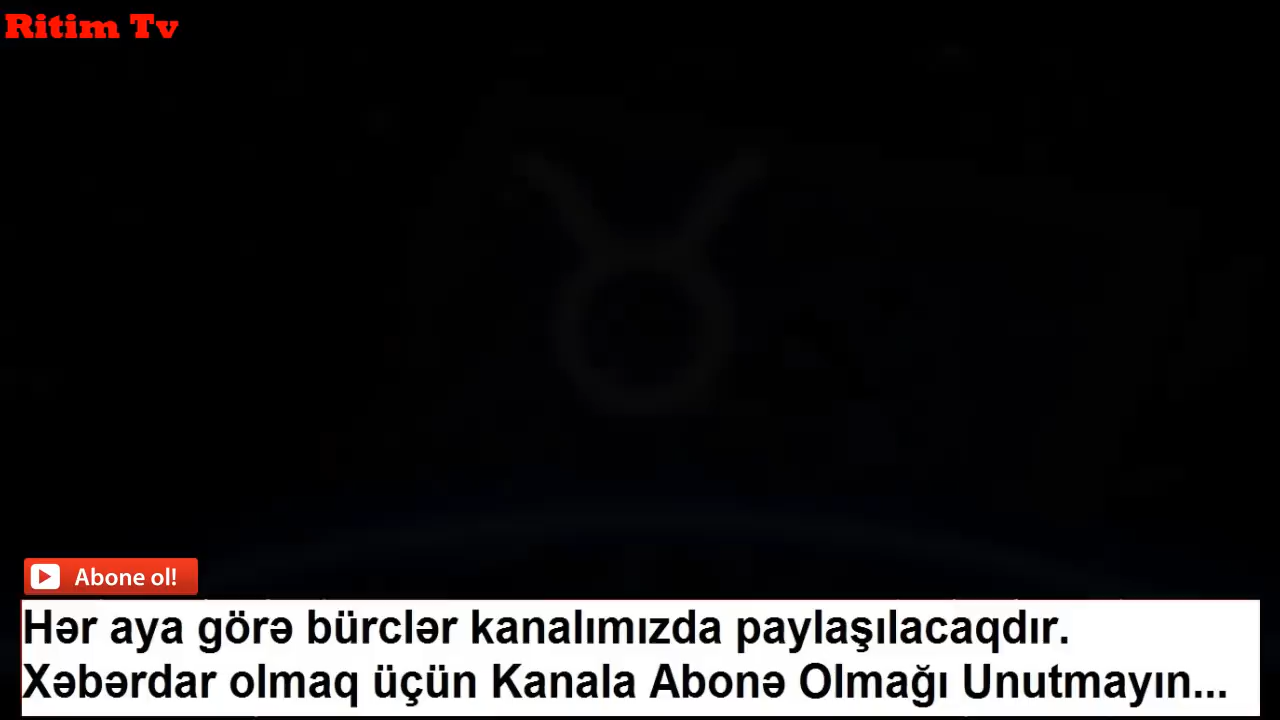 Ritim Tv
Abone ol!
Hər aya görə bürclər kanalımızda paylaşılacaqdır.
Xəbərdar olmaq üçün Kanala Abonə Olmağı Unutmayın...